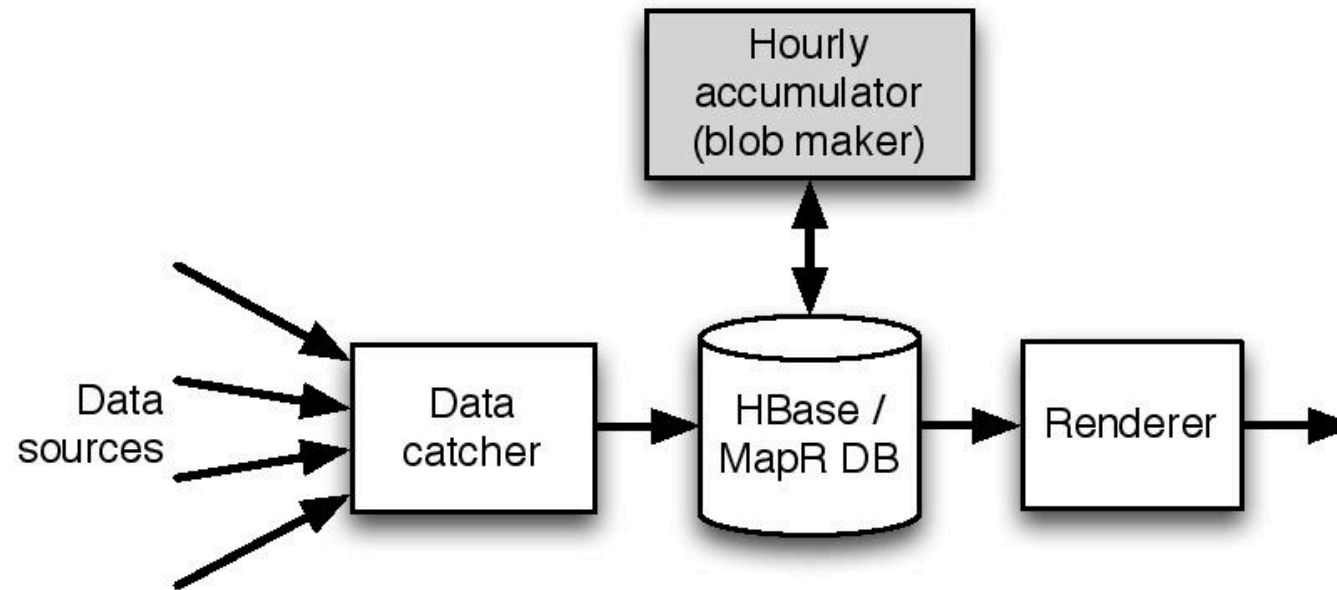 Hourly
accumulator
(blob maker)
Data
sources
Data
catcher
HBase /
MapR DB
Renderer